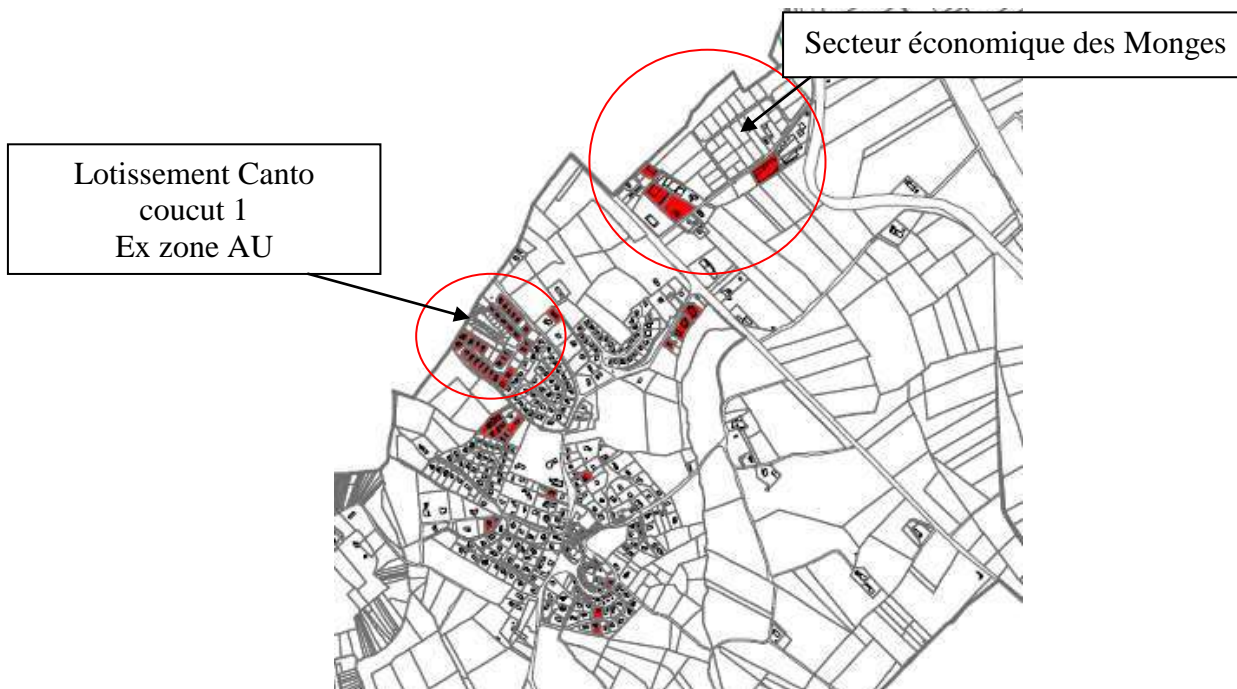 Secteur économique des Monges
Lotissement Canto
coucut 1
Ex zone AU